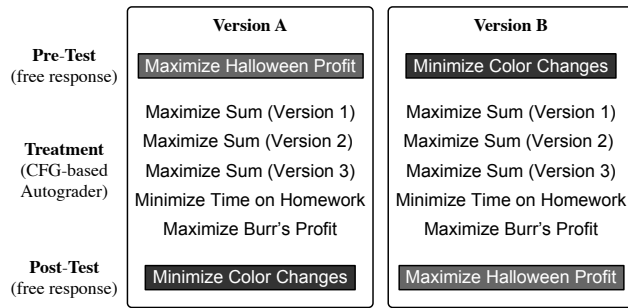 Version A
Version B
Pre-Test
(free response)
Maximize Halloween Profit
Minimize Color Changes
Treatment
(CFG-based
Autograder)
Maximize Sum (Version 1)
Maximize Sum (Version 2)
Maximize Sum (Version 3)
Minimize Time on Homework
Maximize Burr's Profit
Maximize Sum (Version 1)
Maximize Sum (Version 2)
Maximize Sum (Version 3)
Minimize Time on Homework
Maximize Burr's Profit
Post-Test
(free response)
Minimize Color Changes
Maximize Halloween Profit